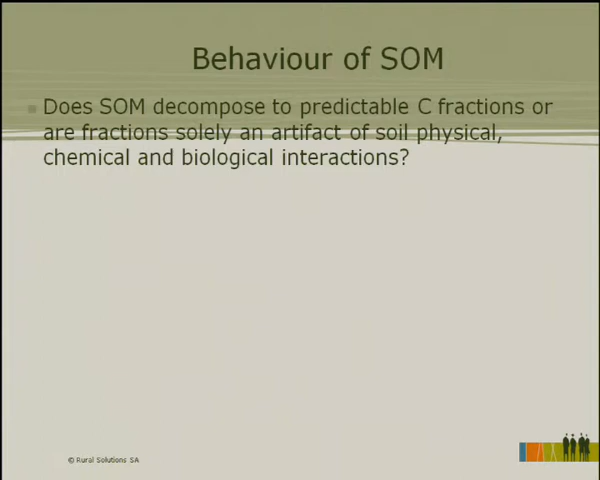 Behaviour of SOM
Does SOM decompose to predictable C fractions or
are fractions solely an artifact of soil physical,
chemical and biological interactions?
© Rural Solutions SA